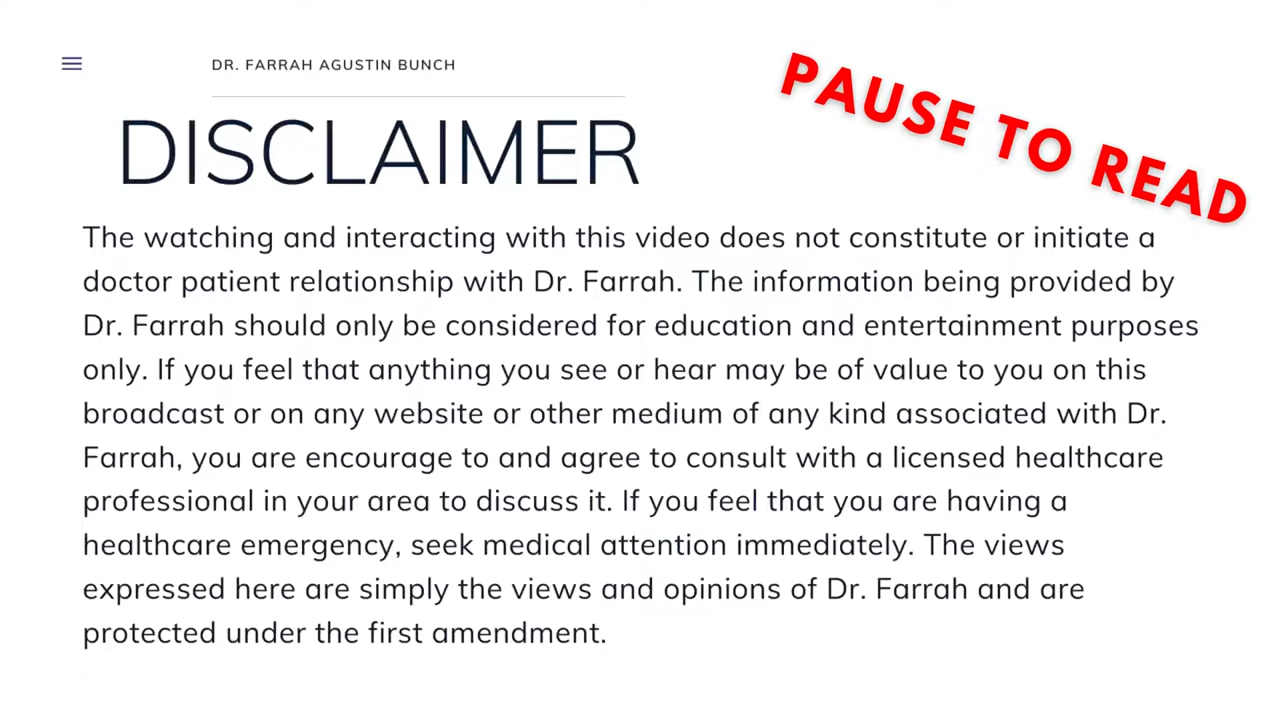 DR. FARRAH AGUSTIN BUNCH
PAUSE TO READ
DISCLAIMER
The watching and interacting with this video does not constitute or initiate a
doctor patient relationship with Dr. Farrah. The information being provided by
Dr. Farrah should only be considered for education and entertainment purposes
only. If you feel that anything you see or hear may be of value to you on this
broadcast or on any website or other medium of any kind associated with Dr.
Farrah, you are encourage to and agree to consult with a licensed healthcare
professional in your area to discuss it. If you feel that you are having a
healthcare emergency, seek medical attention immediately. The views
expressed here are simply the views and opinions of Dr. Farrah and are
protected under the first amendment.